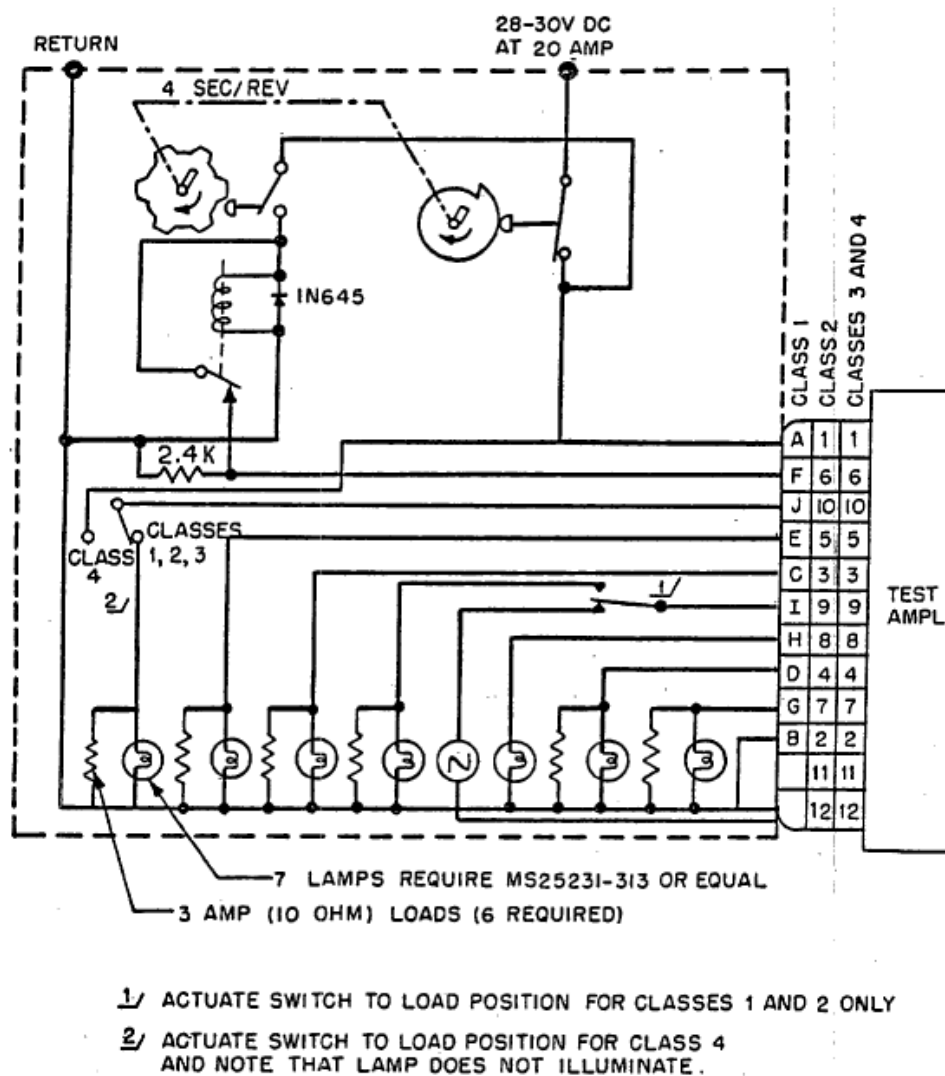 RETURN
28-30V DC
AT 20 AMP
4 SEC/REV
IN645
CLASS 1
CLASS 2
CLASSES 3 AND 4
2.4K
A 1 1
F 6 6
J 10 10
E 5 5
C 3 3
I 9 9
H 8 8
D 4 4
G 7 7
B 2 2
11 11
12 12
CLASS
4
CLASSES
1, 2, 3
2/
1/
TEST
AMPL
7 LAMPS REQUIRE MS25231-313 OR EQUAL
3 AMP (10 OHM) LOADS (6 REQUIRED)
1/ ACTUATE SWITCH TO LOAD POSITION FOR CLASSES 1 AND 2 ONLY
2/ ACTUATE SWITCH TO LOAD POSITION FOR CLASS 4
AND NOTE THAT LAMP DOES NOT ILLUMINATE.